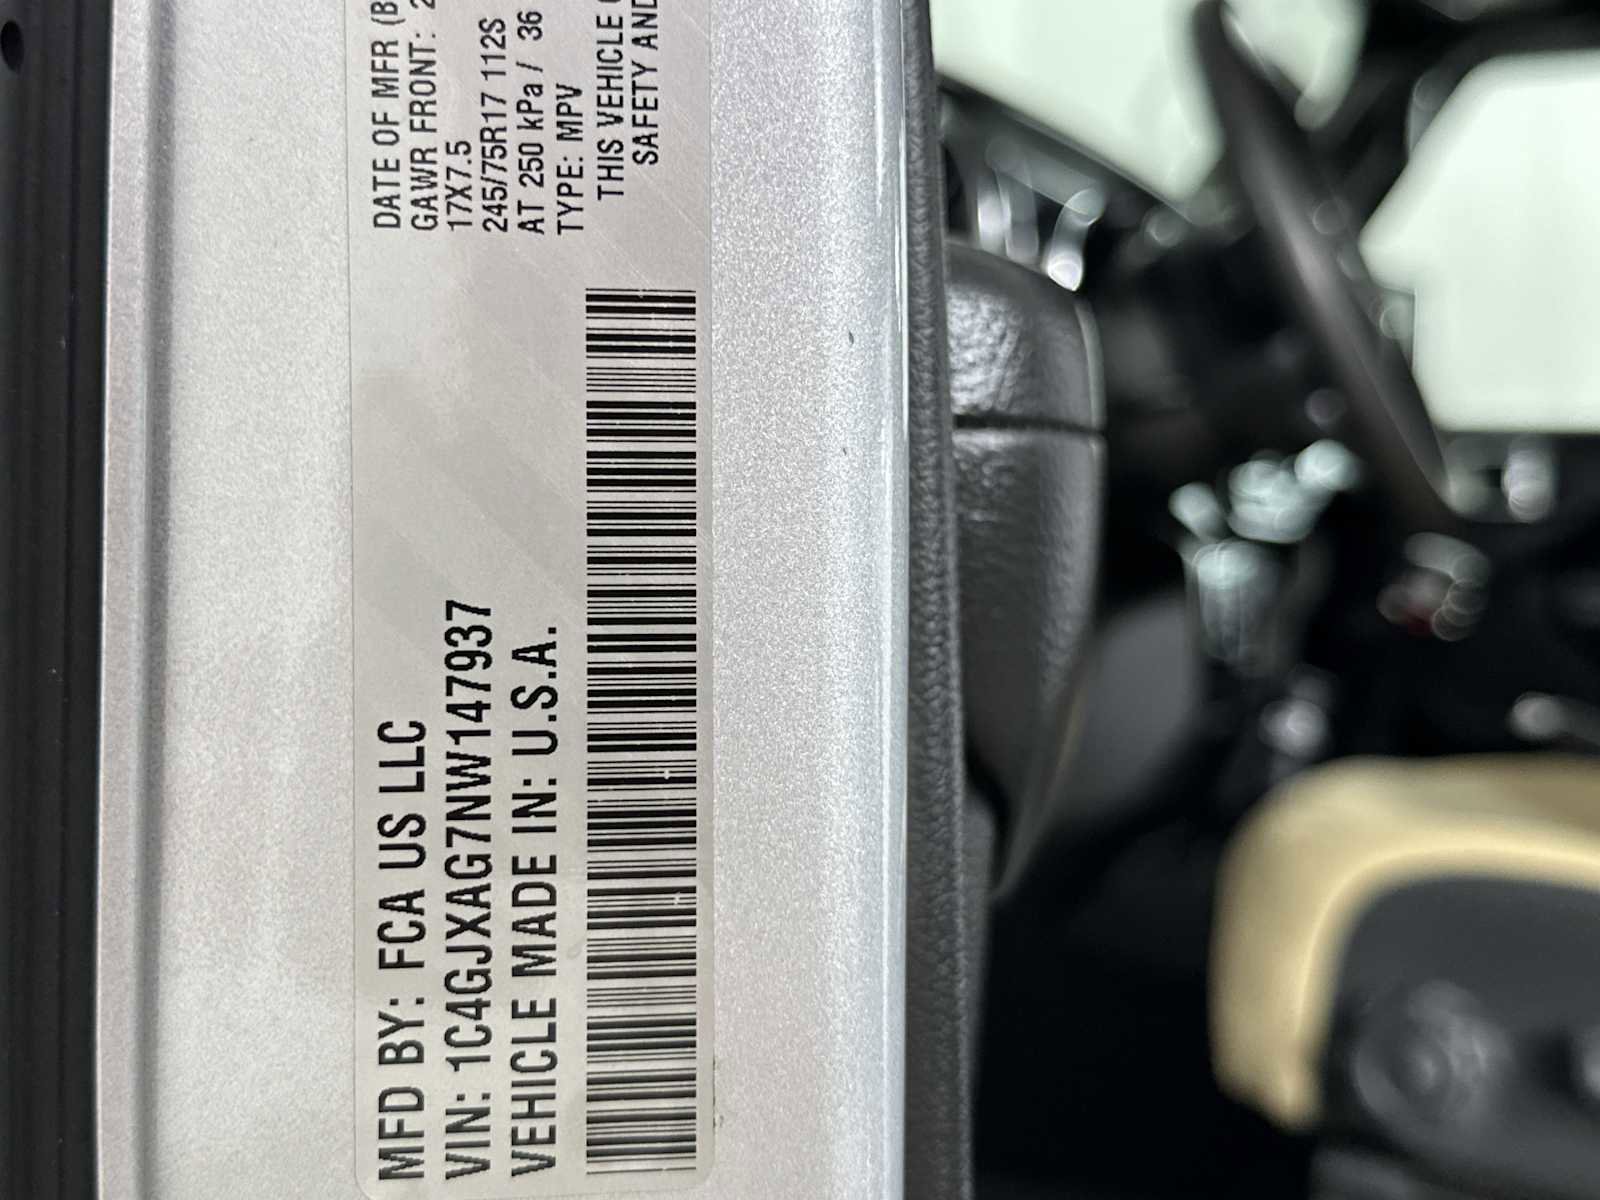 MFD BY: FCA US LLC
VIN: 1C4GJXAG7NW147937
VEHICLE MADE IN: U.S.A.
DATE OF MFR
GAWR FRONT:
17X7.5
245/75R17 112S
AT 250 kPa / 36
TYPE: MPV
THIS VEHICLE
SAFETY AND